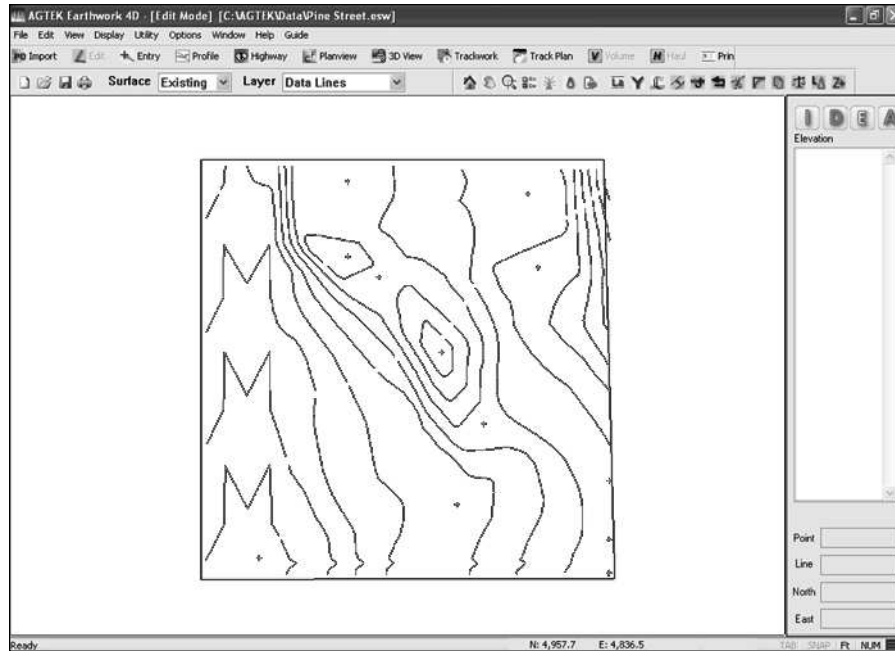 AGTEK Earthwork 4D - [Edit Mode] [C:\AGTEK\Data\Pine Street.esw]
File Edit View Display Utility Options Window Help Guide
Import Edit Entry Profile Highway Planview 3D View Trackwork Track Plan Volume Haul Prin
Surface Existing Layer Data Lines
I D E A
Elevation
Point
Line
North
East
Ready N: 4,957.7 E: 4,836.5 TAB SNAP Ft NUM